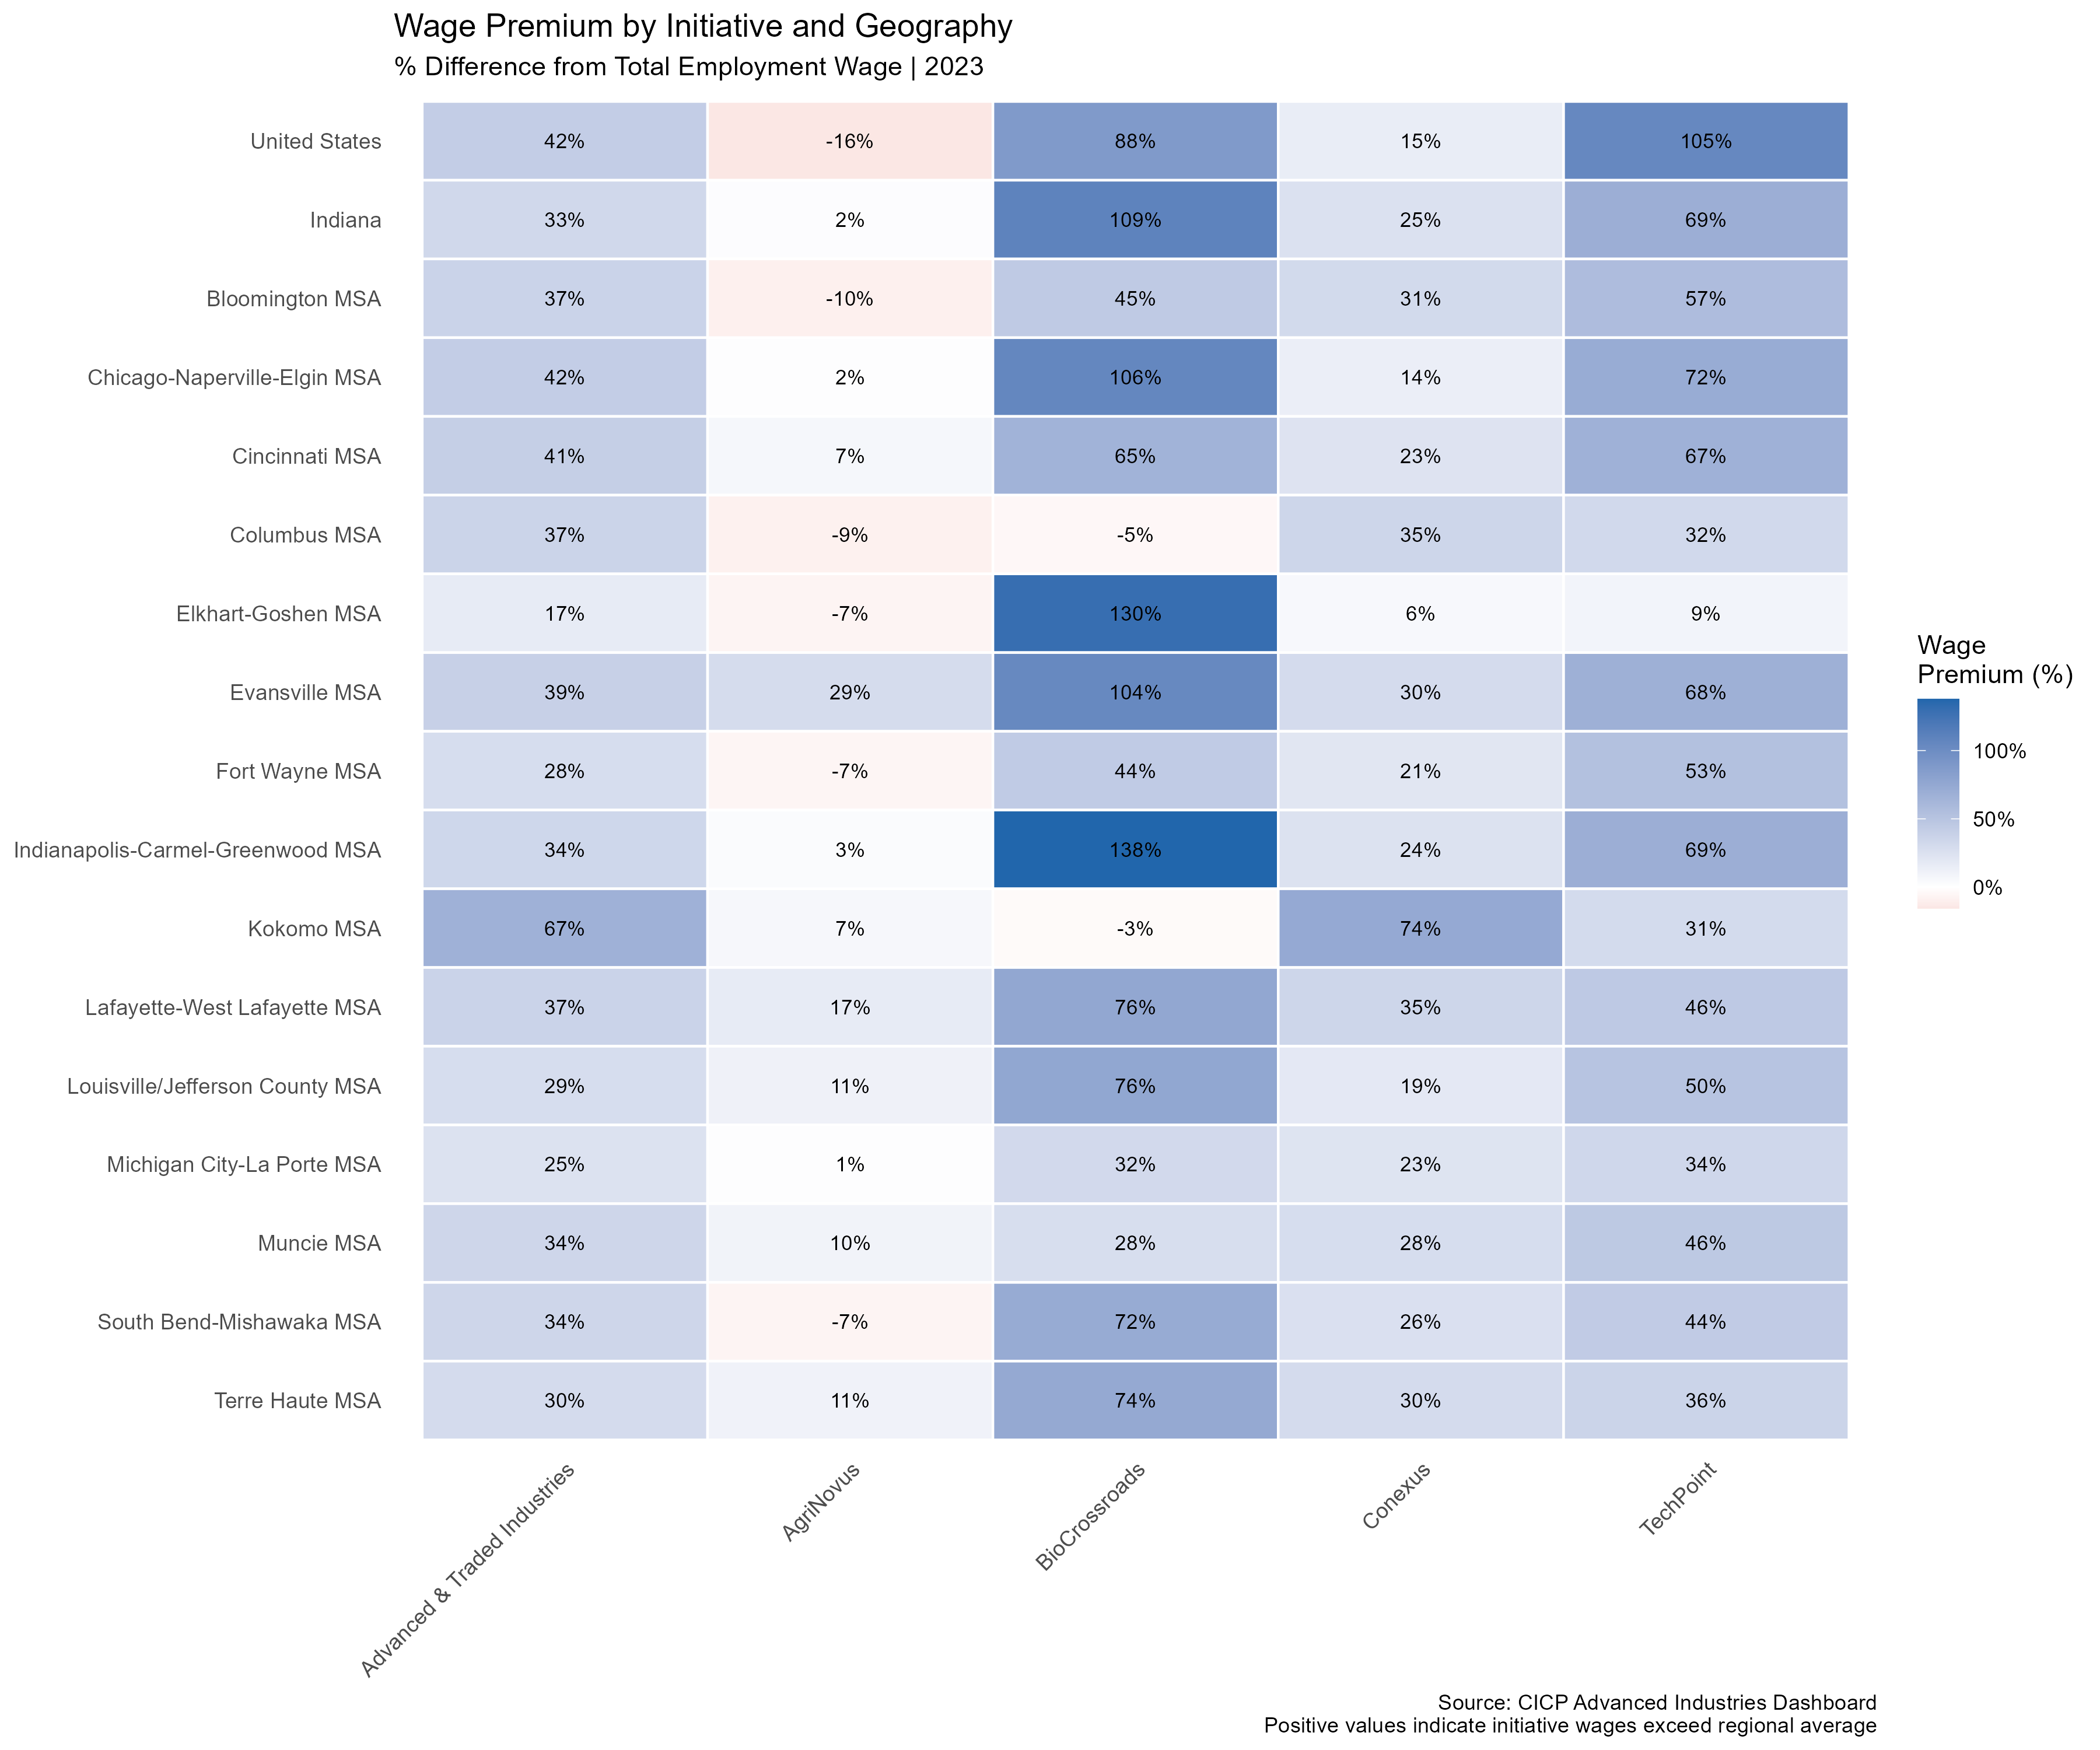 Wage Premium by Initiative and Geography
% Difference from Total Employment Wage | 2023
United States 42% -16% 88% 15% 105%
Indiana 33% 2% 109% 25% 69%
Bloomington MSA 37% -10% 45% 31% 57%
Chicago-Naperville-Elgin MSA 42% 2% 106% 14% 72%
Cincinnati MSA 41% 7% 65% 23% 67%
Columbus MSA 37% -9% -5% 35% 32%
Elkhart-Goshen MSA 17% -7% 130% 6% 9%
Evansville MSA 39% 29% 104% 30% 68%
Fort Wayne MSA 28% -7% 44% 21% 53%
Indianapolis-Carmel-Greenwood MSA 34% 3% 138% 24% 69%
Kokomo MSA 67% 7% -3% 74% 31%
Lafayette-West Lafayette MSA 37% 17% 76% 35% 46%
Louisville/Jefferson County MSA 29% 11% 76% 19% 50%
Michigan City-La Porte MSA 25% 1% 32% 23% 34%
Muncie MSA 34% 10% 28% 28% 46%
South Bend-Mishawaka MSA 34% -7% 72% 26% 44%
Terre Haute MSA 30% 11% 74% 30% 36%
Advanced & Traded Industries AgriNovus BioCrossroads Conexus TechPoint
Wage
Premium (%)
100%
50%
0%
Source: CICP Advanced Industries Dashboard
Positive values indicate initiative wages exceed regional average